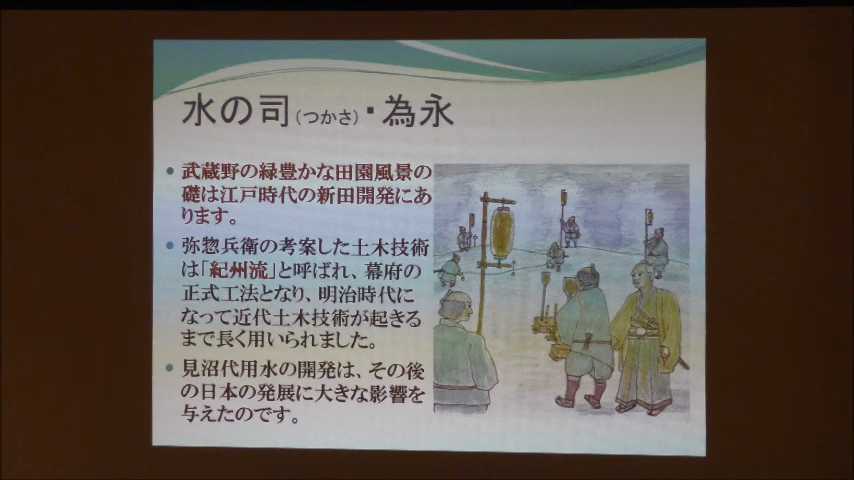 水の司(つかさ)・為永
• 武蔵野の緑豊かな田園風景の
礎は江戸時代の新田開発にあ
ります。
• 弥惣兵衛の考案した土木技術
は「紀州流」と呼ばれ、幕府の
正式工法となり、明治時代に
なって近代土木技術が起きる
まで長く用いられました。
• 見沼代用水の開発は、その後
の日本の発展に大きな影響を
与えたのです。